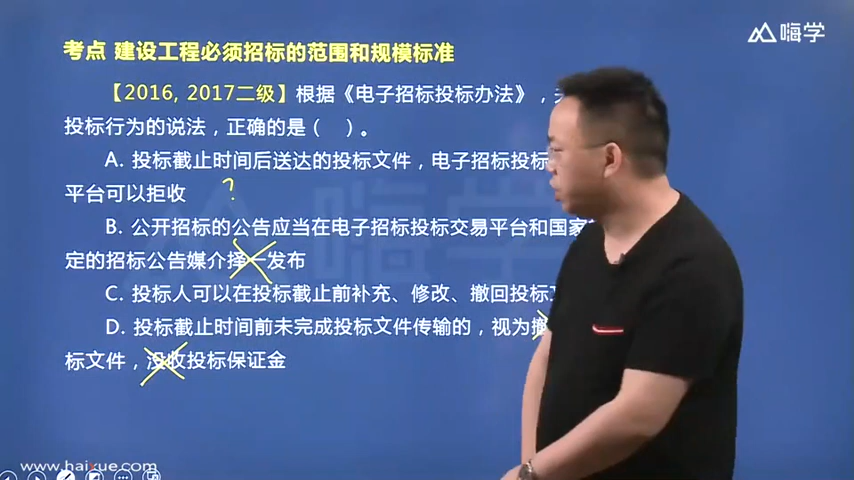 考点 建设工程必须招标的范围和规模标准
嗨学
【2016, 2017二级】根据《电子招标投标办法》，关
投标行为的说法，正确的是（ ）。
A. 投标截止时间后送达的投标文件，电子招标投标
平台可以拒收
?
B. 公开招标的公告应当在电子招标投标交易平台和国家
定的招标公告媒介择一发布
C. 投标人可以在投标截止前补充、修改、撤回投标
D. 投标截止时间前未完成投标文件传输的，视为撤
标文件，没收投标保证金
www.haixue.com